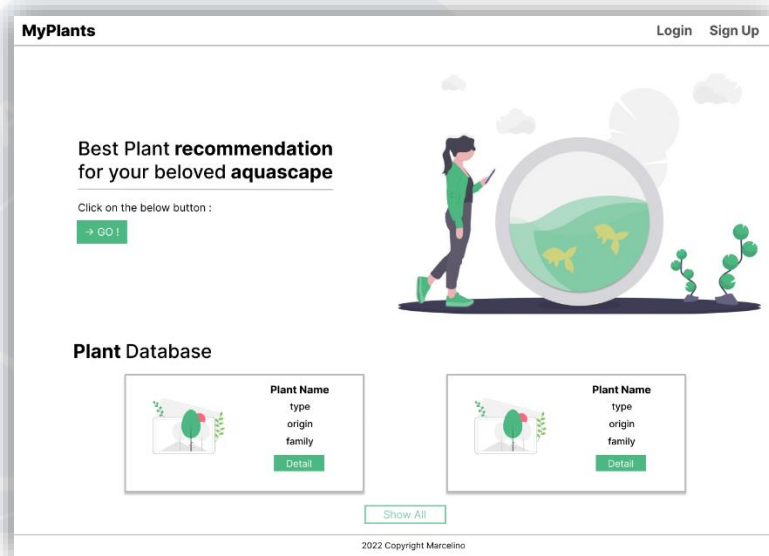 MyPlants
Login Sign Up
Best Plant recommendation
for your beloved aquascape
Click on the below button :
→ GO !
Plant Database
Plant Name
type
origin
family
Detail
Plant Name
type
origin
family
Detail
Show All
2022 Copyright Marcelino